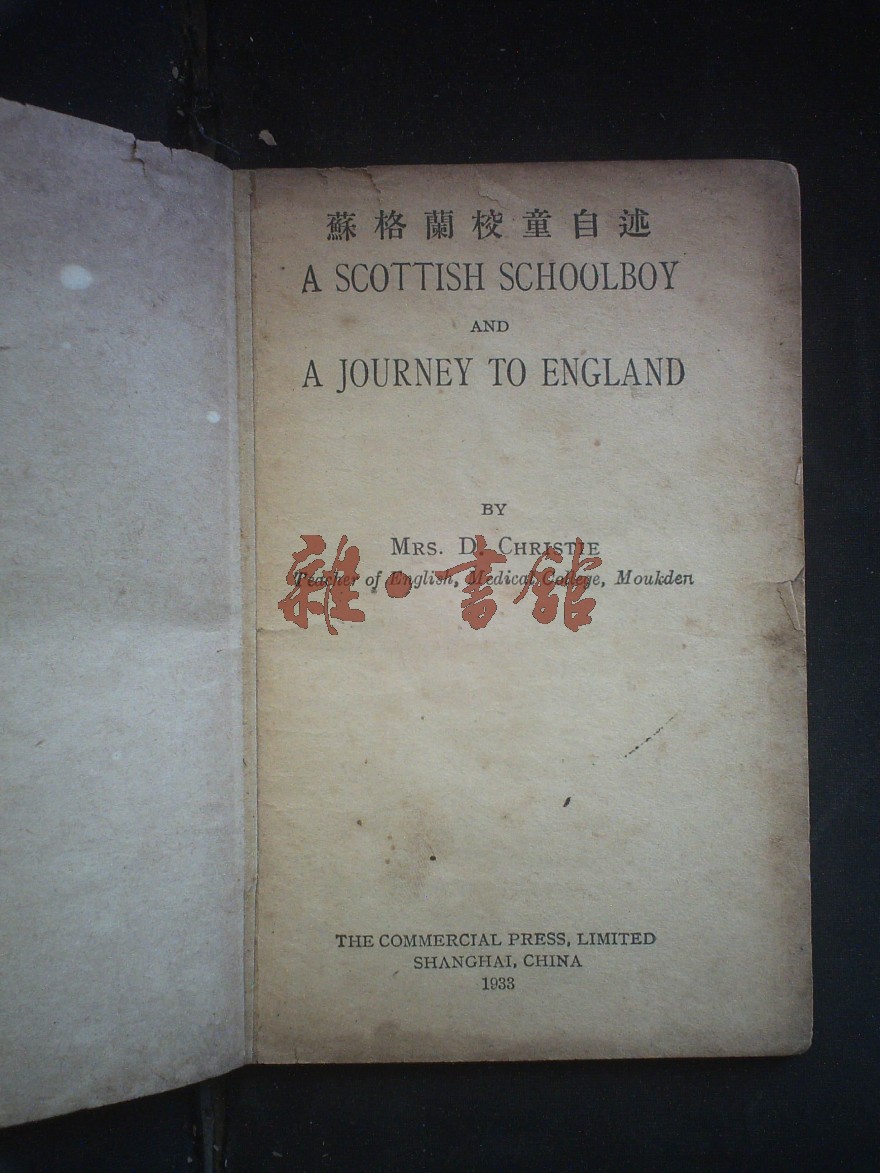 蘇格蘭校童自述
A SCOTTISH SCHOOLBOY
AND
A JOURNEY TO ENGLAND
BY
MRS. D. CHRISTIE
Teacher of English, Medical College, Moukden
雜·書館
THE COMMERCIAL PRESS, LIMITED
SHANGHAI, CHINA
1933